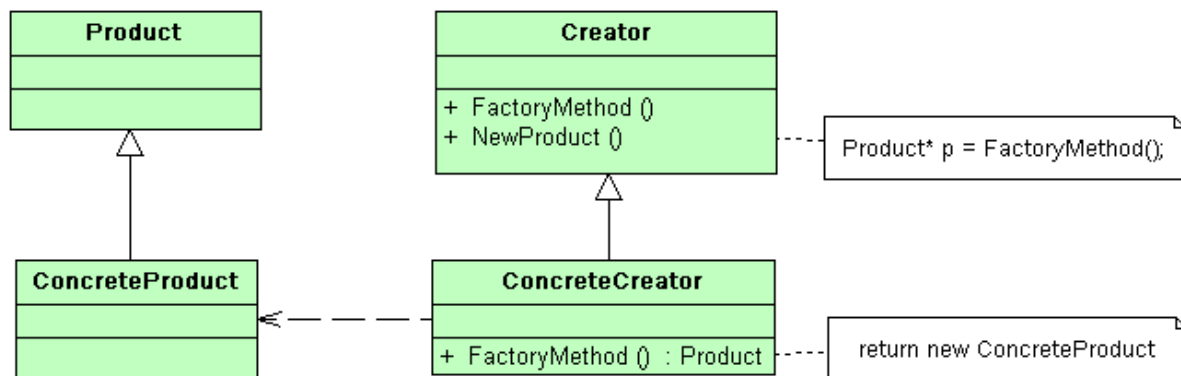 Product
Creator
+ FactoryMethod ()
+ NewProduct ()
Product* p = FactoryMethod();
ConcreteProduct
ConcreteCreator
+ FactoryMethod () : Product
return new ConcreteProduct